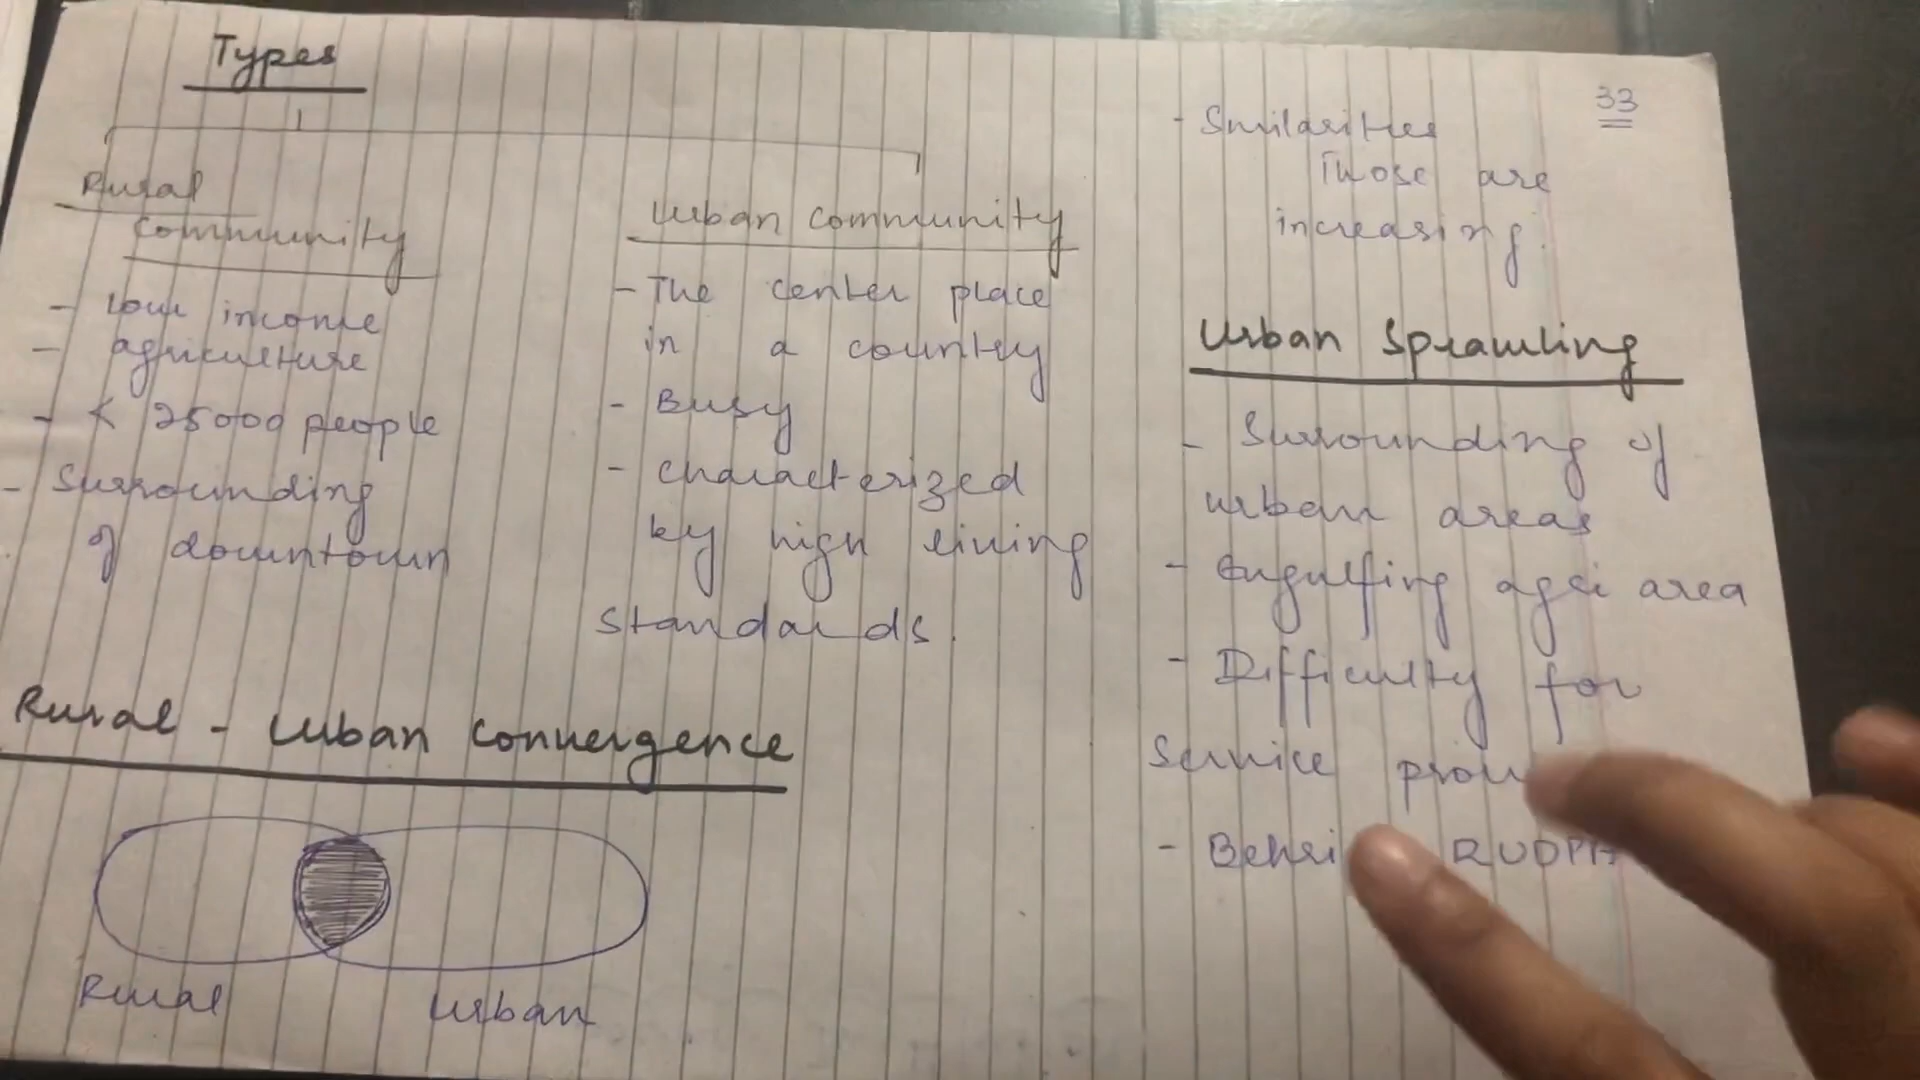 Types
Rural
Community
- low income
- agriculture
- < 25000 people
- Surrounding
of downtown
Urban community
- The center place
in a country
- Busy
- characterized
by high living
standards.
Rural - Urban Convergence
Rural
Urban
33
- Similarities
Those are
increasing.
Urban Sprawling
- Surrounding of
urban areas
- Engulfing agri area
- Difficulty for
Service
- RUDPA